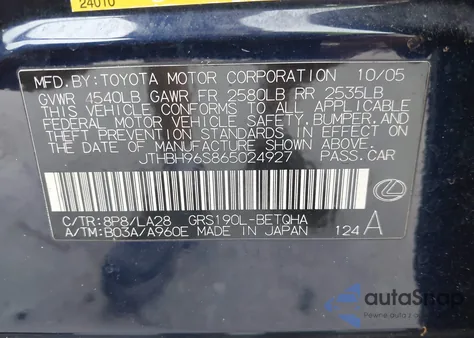 24010
MFD.BY: TOYOTA MOTOR CORPORATION 10/05
GVWR 4540LB GAWR FR 2580LB RR 2535LB
THIS VEHICLE CONFORMS TO ALL APPLICABLE
FEDERAL MOTOR VEHICLE SAFETY, BUMPER, AND
THEFT PREVENTION STANDARDS IN EFFECT ON
THE DATE OF MANUFACTURE SHOWN ABOVE.
JTHBH96S865024927 PASS.CAR
C/TR: 8P8/LA28 GRS190L-BETQHA
A/TM: B03A/A960E MADE IN JAPAN 124 A
autoSnap